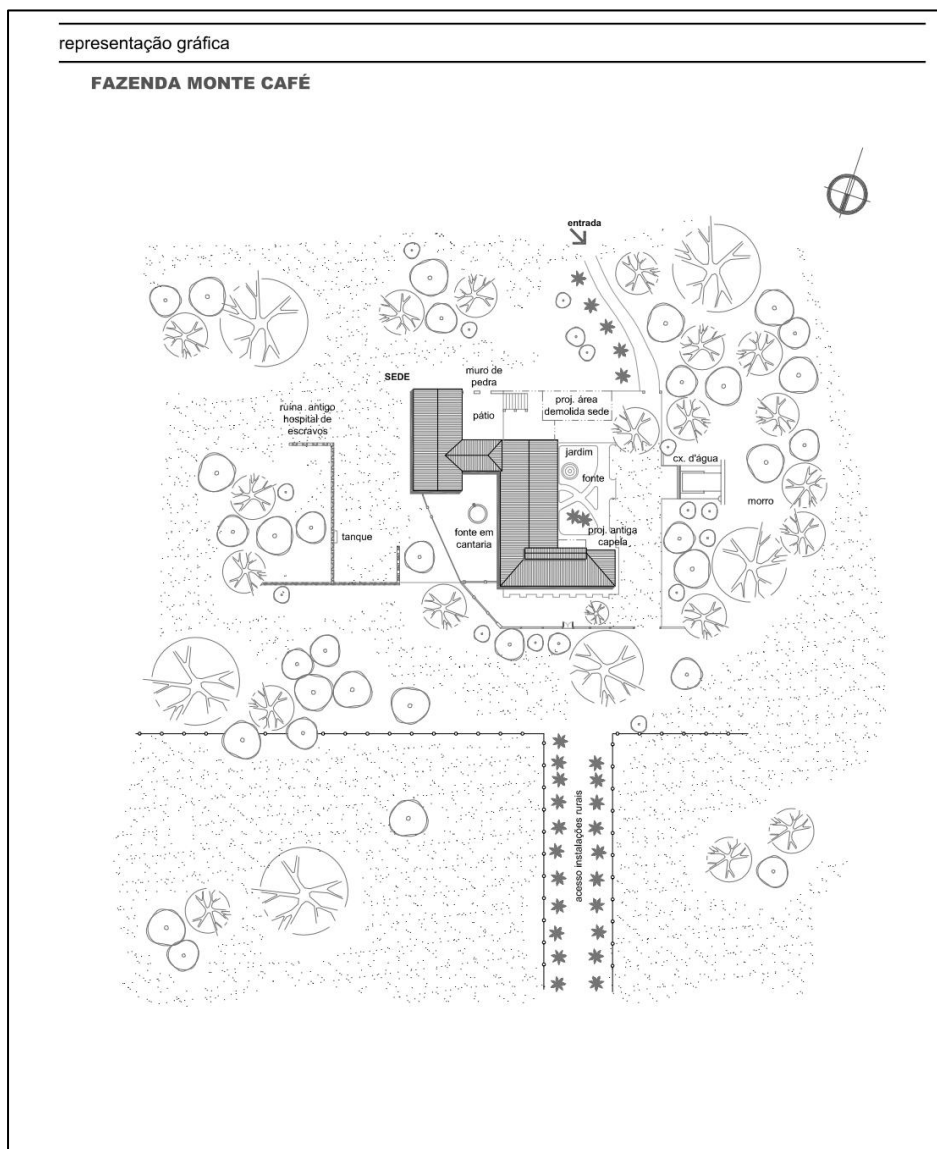 representação gráfica
FAZENDA MONTE CAFÉ
entrada
SEDE
muro de
pedra
pátio
proj. área
demolida sede
ruína antigo
hospital de
escravos
jardim
fonte
cx. d'água
morro
tanque
fonte em
cantaria
proj. antiga
capela
acesso instalações rurais